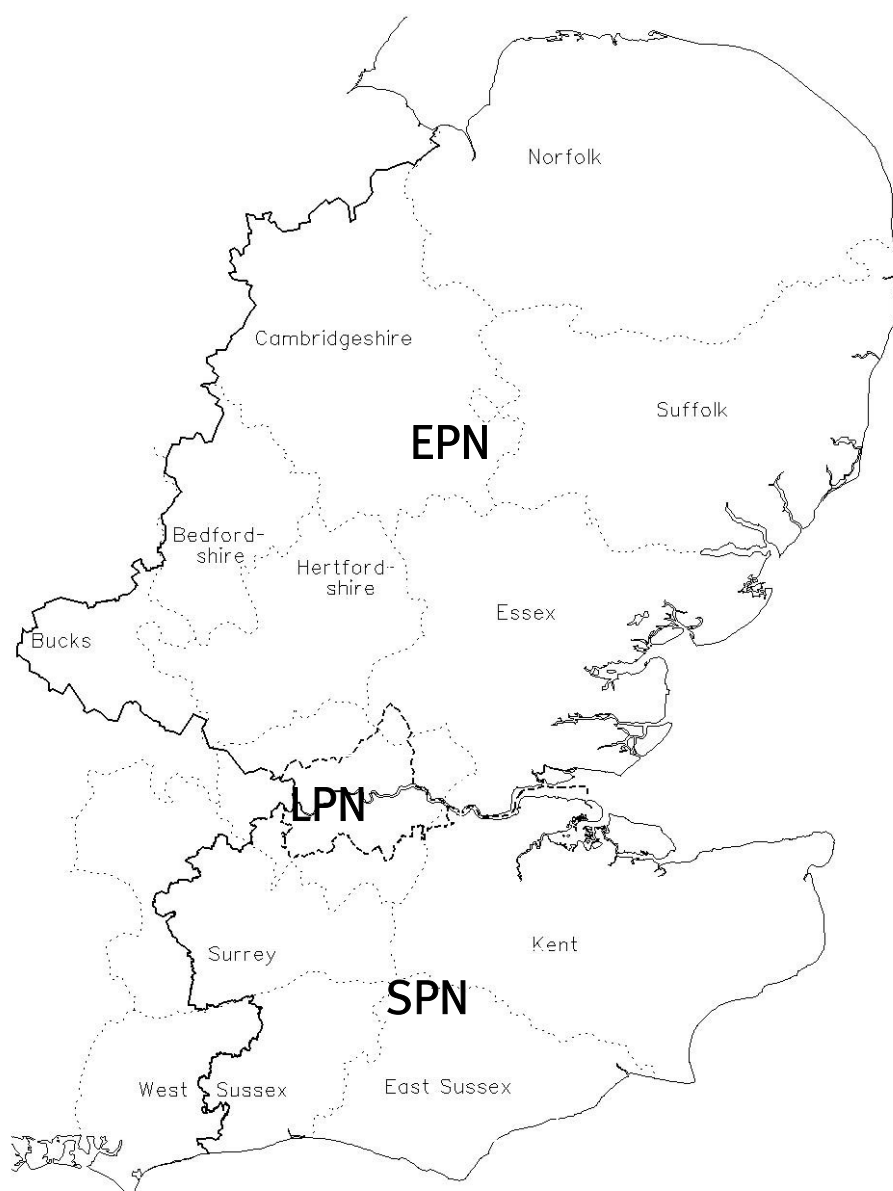 Norfolk
Cambridgeshire
Suffolk
EPN
Bedford-
shire
Hertford-
shire
Essex
Bucks
LPN
Kent
Surrey
SPN
West Sussex
East Sussex